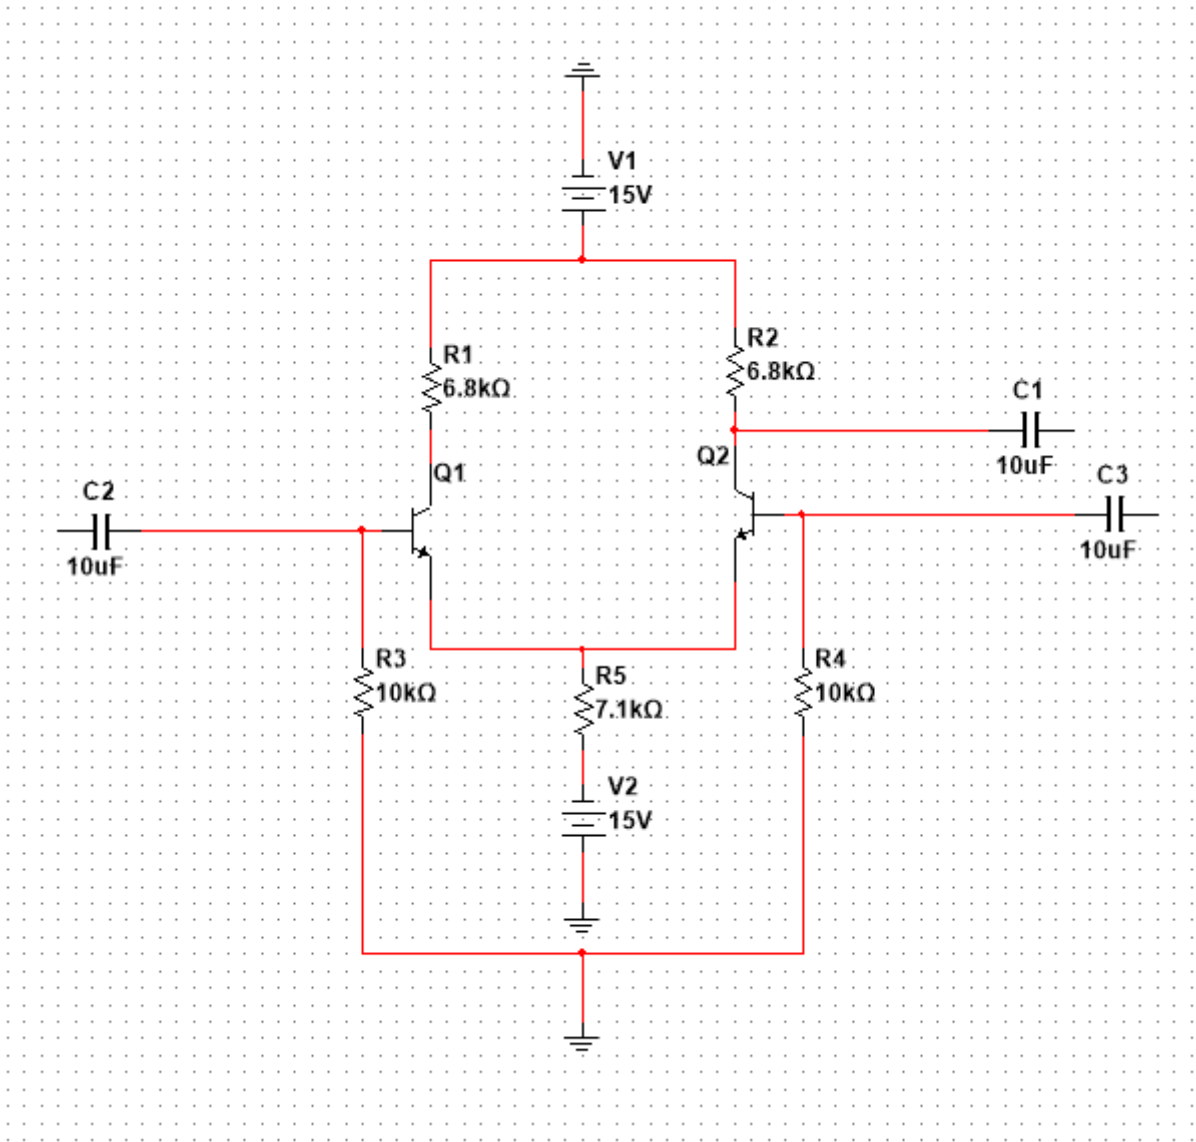 V1
15V
R1
6.8kΩ
R2
6.8kΩ
C1
10uF
Q1
Q2
C2
10uF
C3
10uF
R3
10kΩ
R5
7.1kΩ
R4
10kΩ
V2
15V